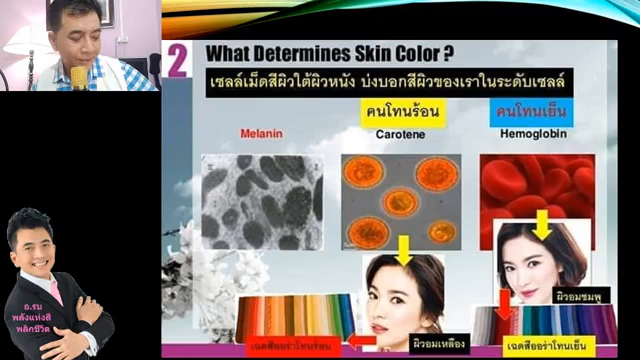 2 What Determines Skin Color ?
เซลล์เม็ดสีผิวใต้ผิวหนัง บ่งบอกสีผิวของเราในระดับเซลล์
คนโทนร้อน คนโทนเย็น
Melanin Carotene Hemoglobin
ผิวอมชมพู
ผิวอมเหลือง
เฉดสีออร่าโทนร้อน เฉดสีออร่าโทนเย็น
อ.รบ
พลังแห่งสี
พลิกชีวิต